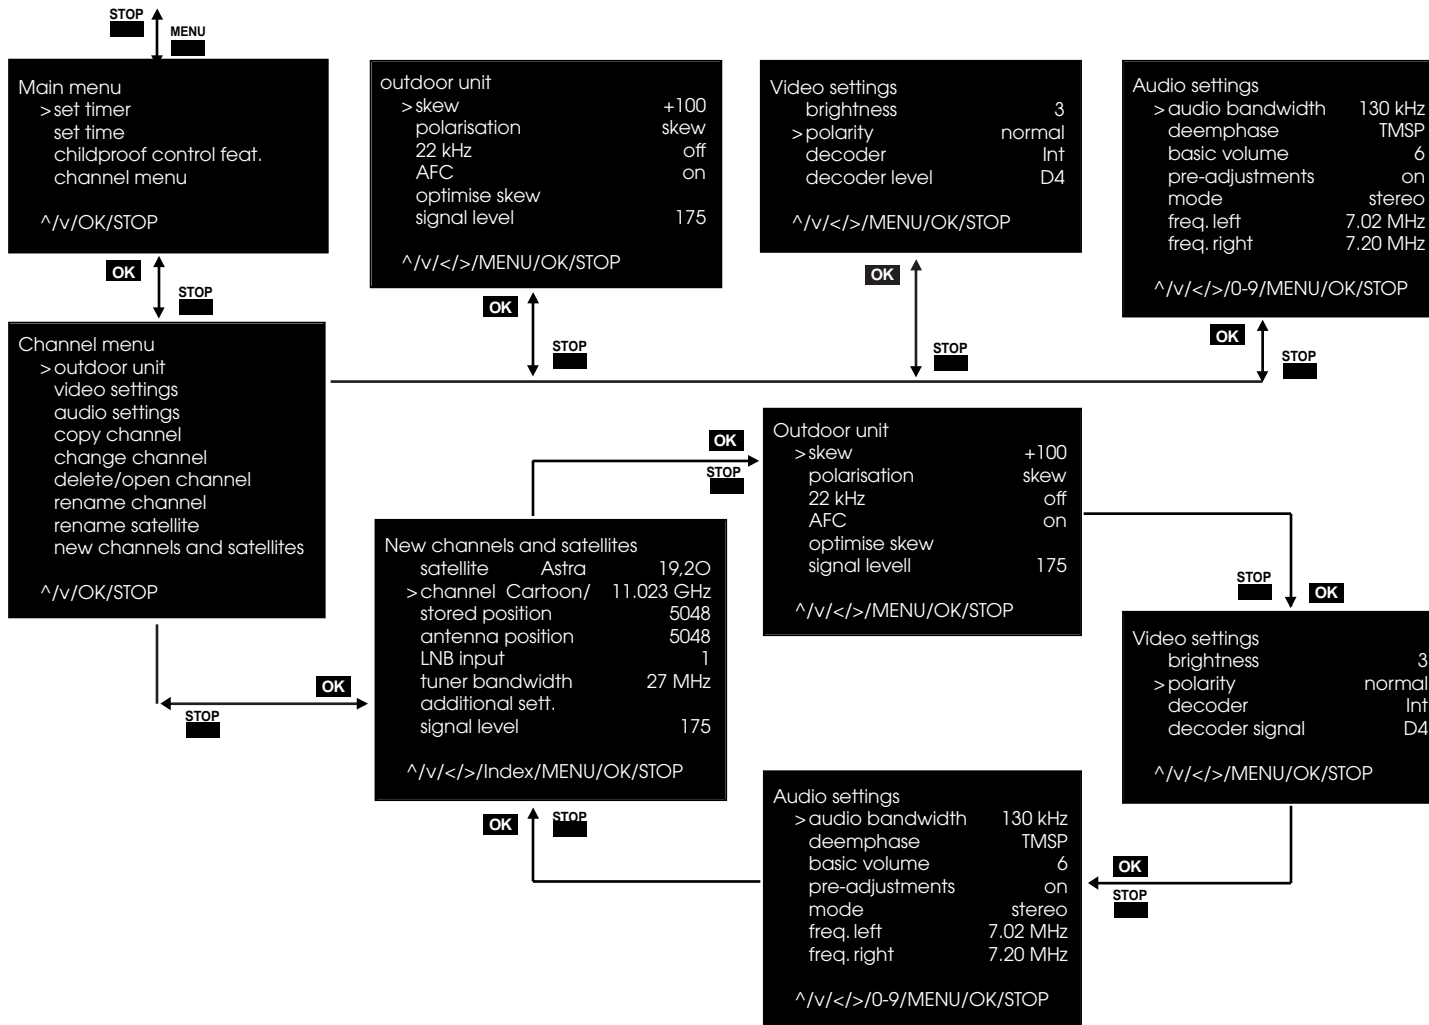 STOP
MENU
Main menu
>set timer
set time
childproof control feat.
channel menu
^/v/OK/STOP
outdoor unit
>skew +100
polarisation skew
22 kHz off
AFC on
optimise skew
signal level 175
^/v/</>/MENU/OK/STOP
Video settings
brightness 3
>polarity normal
decoder Int
decoder level D4
^/v/</>/MENU/OK/STOP
Audio settings
>audio bandwidth 130 kHz
deemphase TMSP
basic volume 6
pre-adjustments on
mode stereo
freq. left 7.02 MHz
freq. right 7.20 MHz
^/v/</>/0-9/MENU/OK/STOP
OK
STOP
OK
STOP
OK
STOP
OK
STOP
Channel menu
>outdoor unit
video settings
audio settings
copy channel
change channel
delete/open channel
rename channel
rename satellite
new channels and satellites
^/v/OK/STOP
OK
STOP
New channels and satellites
satellite Astra 19,2O
>channel Cartoon/ 11.023 GHz
stored position 5048
antenna position 5048
LNB input 1
tuner bandwidth 27 MHz
additional sett.
signal level 175
^/v/</>/Index/MENU/OK/STOP
OK
STOP
Outdoor unit
>skew +100
polarisation skew
22 kHz off
AFC on
optimise skew
signal levell 175
^/v/</>/MENU/OK/STOP
STOP
OK
Video settings
brightness 3
>polarity normal
decoder Int
decoder signal D4
^/v/</>/MENU/OK/STOP
OK
STOP
Audio settings
>audio bandwidth 130 kHz
deemphase TMSP
basic volume 6
pre-adjustments on
mode stereo
freq. left 7.02 MHz
freq. right 7.20 MHz
^/v/</>/0-9/MENU/OK/STOP
OK
STOP